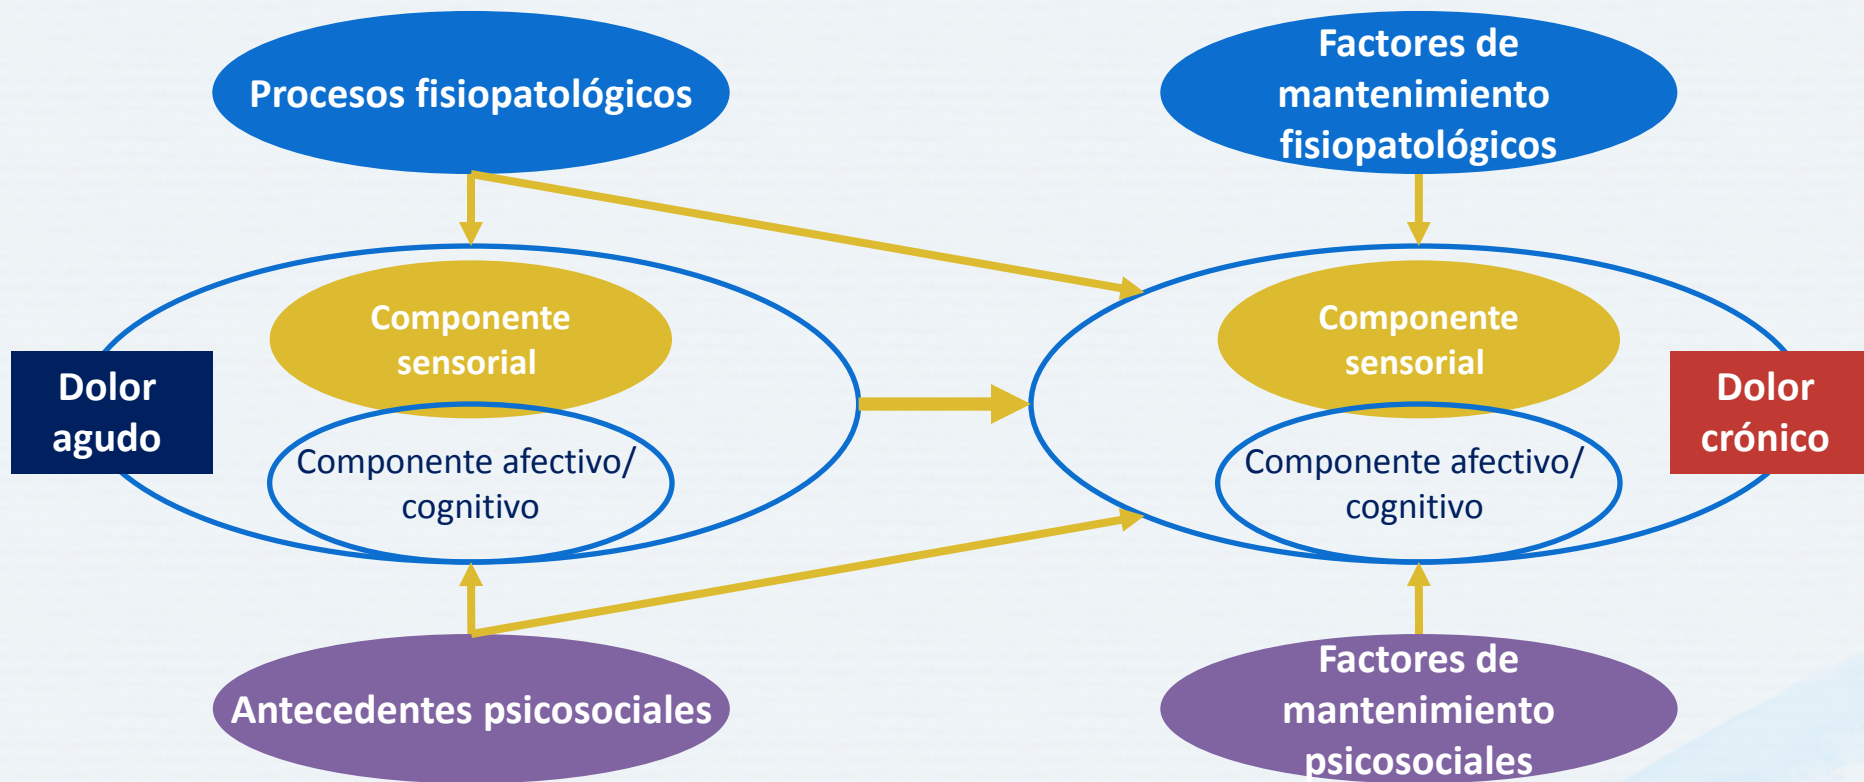 Procesos fisiopatológicos
Factores de
mantenimiento
fisiopatológicos
Componente
sensorial
Dolor
agudo
Componente afectivo/
cognitivo
Componente
sensorial
Dolor
crónico
Componente afectivo/
cognitivo
Antecedentes psicosociales
Factores de
mantenimiento
psicosociales